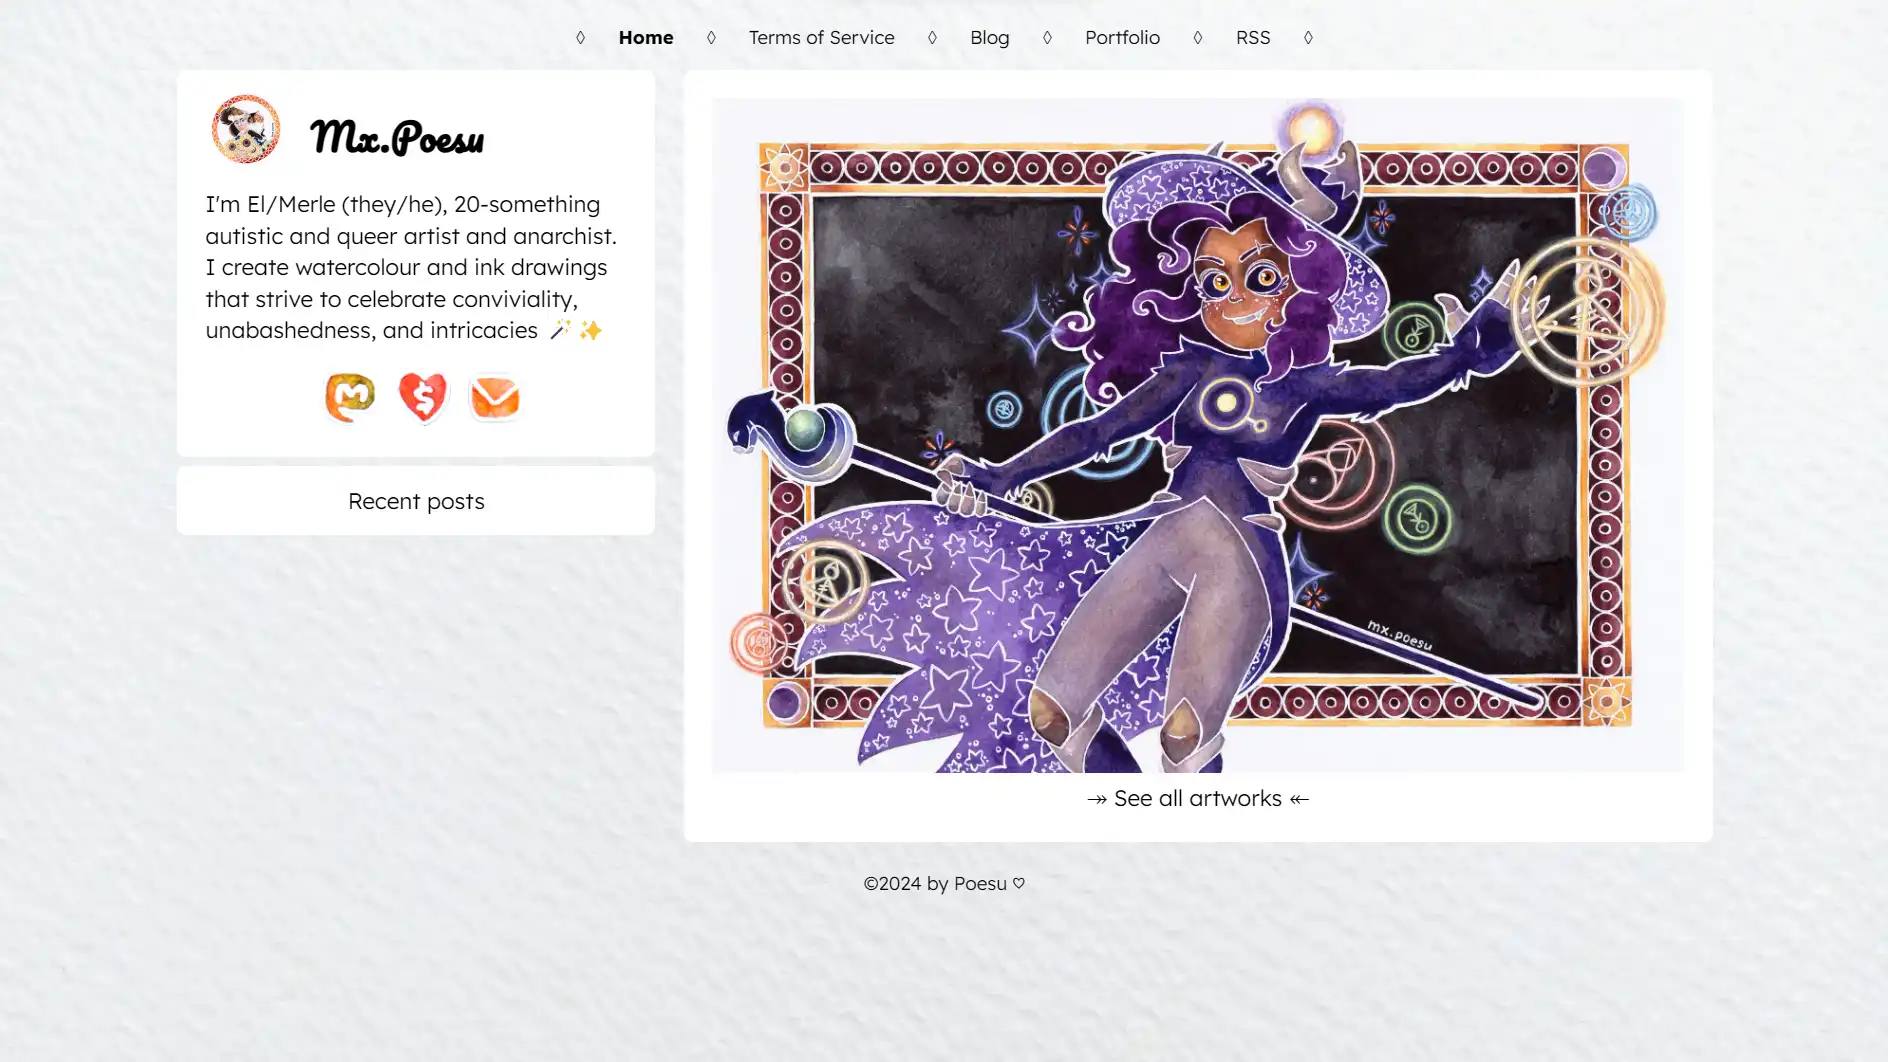 ◊ Home ◊ Terms of Service ◊ Blog ◊ Portfolio ◊ RSS ◊
Mx.Poesu
I'm El/Merle (they/he), 20-something
autistic and queer artist and anarchist.
I create watercolour and ink drawings
that strive to celebrate conviviality,
unabashedness, and intricacies 🪄✨
Recent posts
mx.poesu
↠ See all artworks ↞
©2024 by Poesu ♡